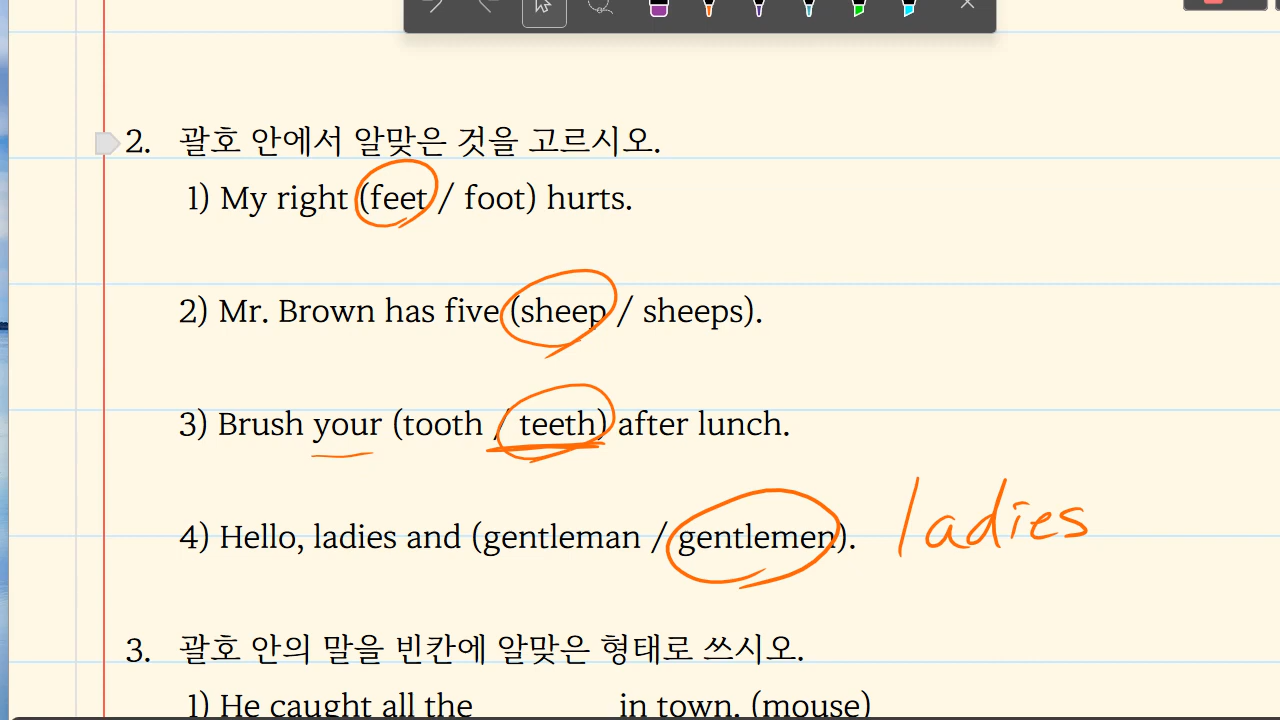 2. 괄호 안에서 알맞은 것을 고르시오.
1) My right (feet / foot) hurts.
2) Mr. Brown has five (sheep / sheeps).
3) Brush your (tooth / teeth) after lunch.
4) Hello, ladies and (gentleman / gentlemen). ladies
3. 괄호 안의 말을 빈칸에 알맞은 형태로 쓰시오.
1) He caught all the in town. (mouse)